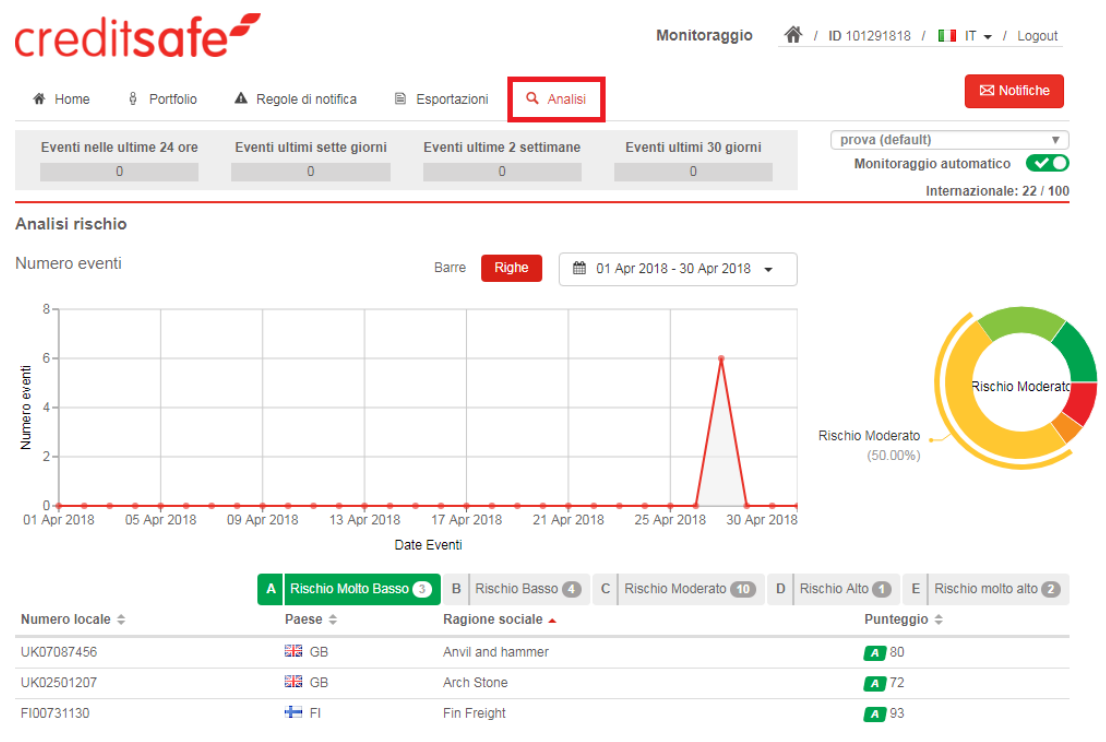 creditsafe
Monitoraggio / ID 101291818 / IT / Logout
Home Portfolio Regole di notifica Esportazioni Analisi
Notifiche
Eventi nelle ultime 24 ore Eventi ultimi sette giorni Eventi ultime 2 settimane Eventi ultimi 30 giorni
0 0 0 0
prova (default)
Monitoraggio automatico
Internazionale: 22 / 100
Analisi rischio
Numero eventi
Barre Righe 01 Apr 2018 - 30 Apr 2018
8
6
4
2
0
Numero eventi
01 Apr 2018 05 Apr 2018 09 Apr 2018 13 Apr 2018 17 Apr 2018 21 Apr 2018 25 Apr 2018 30 Apr 2018
Date Eventi
Rischio Moderato
Rischio Moderato
(50.00%)
A Rischio Molto Basso 3 B Rischio Basso 4 C Rischio Moderato 10 D Rischio Alto 1 E Rischio molto alto 2
Numero locale Paese Ragione sociale Punteggio
UK07087456 GB Anvil and hammer A 80
UK02501207 GB Arch Stone A 72
FI00731130 FI Fin Freight A 93